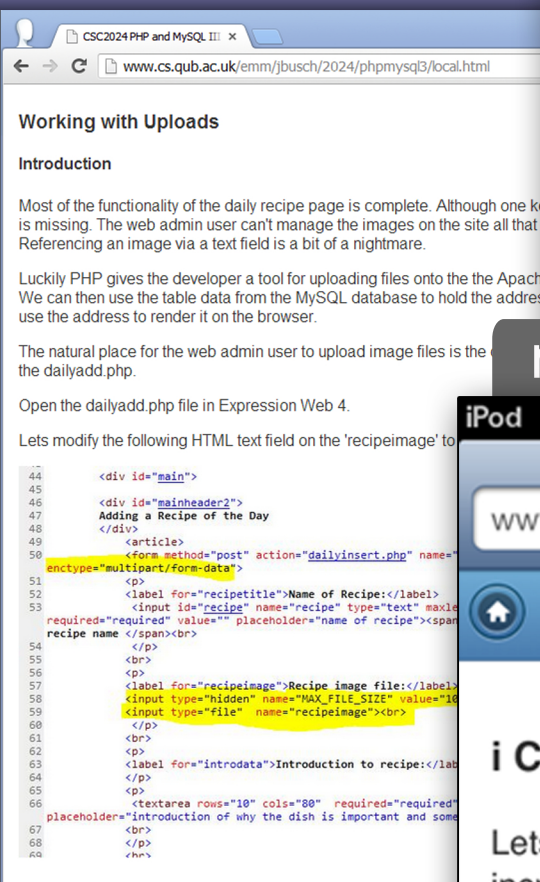 CSC2024 PHP and MySQL III
www.cs.qub.ac.uk/emm/jbusch/2024/phpmysql3/local.html
Working with Uploads
Introduction
Most of the functionality of the daily recipe page is complete. Although one
is missing. The web admin user can't manage the images on the site all that
Referencing an image via a text field is a bit of a nightmare.
Luckily PHP gives the developer a tool for uploading files onto the the
We can then use the table data from the MySQL database to hold the
use the address to render it on the browser.
The natural place for the web admin user to upload image files is the
the dailyadd.php.
Open the dailyadd.php file in Expression Web 4.
Lets modify the following HTML text field on the 'recipeimage' to
44 <div id="main">
45
46 <div id="mainheader2">
47 Adding a Recipe of the Day
48 </div>
49 <article>
50 <form method="post" action="dailyinsert.php" name="
enctype="multipart/form-data">
51 <p>
52 <label for="recipetitle">Name of Recipe:</label>
53 <input id="recipe" name="recipe" type="text"
required="required" value="" placeholder="name of recipe"><span
recipe name </span><br>
54 </p>
55 <br>
56 <p>
57 <label for="recipeimage">Recipe image file:</label>
58 <input type="hidden" name="MAX_FILE_SIZE" value="10
59 <input type="file" name="recipeimage"><br>
60 </p>
61 <br>
62 <p>
63 <label for="introdata">Introduction to recipe:</lab
64 </p>
65 <p>
66 <textarea rows="10" cols="80" required="required"
placeholder="introduction of why the dish is important and some
67 <br>
68 </p>
69 <br>
iPod
ww
i C
Lets